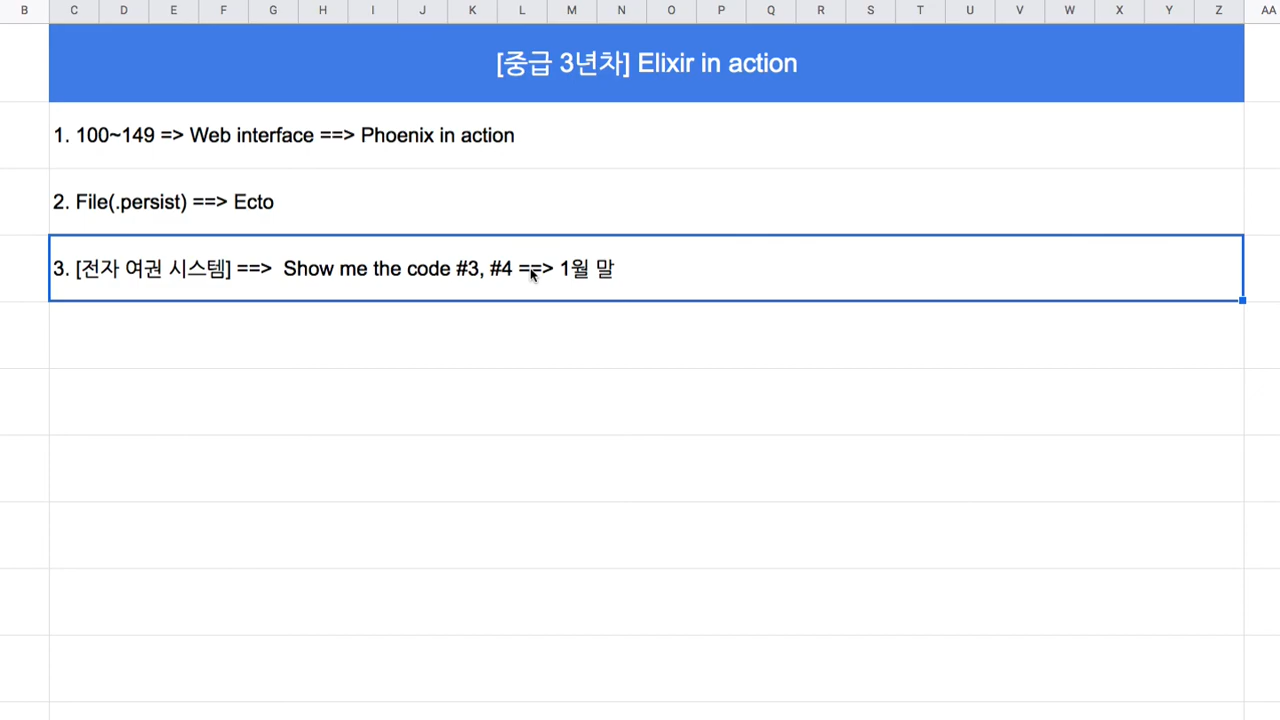 B C D E F G H I J K L M N O P Q R S T U V W X Y Z AA
[중급 3년차] Elixir in action
1. 100~149 => Web interface ==> Phoenix in action
2. File(.persist) ==> Ecto
3. [전자 여권 시스템] ==> Show me the code #3, #4 ==> 1월 말